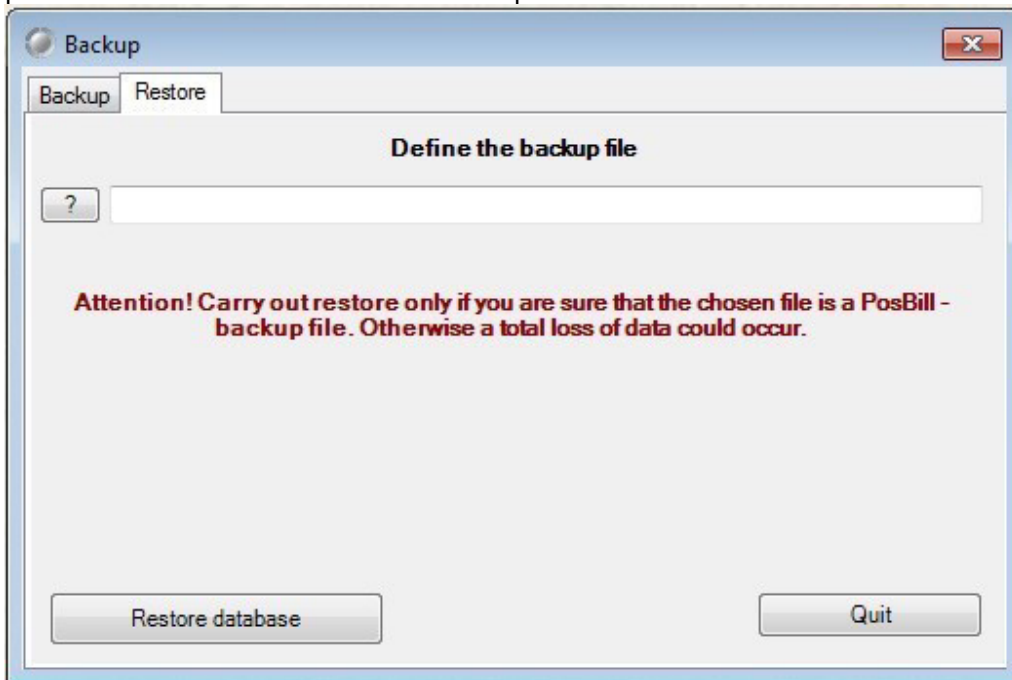 Backup
Backup Restore
Define the backup file
?
Attention! Carry out restore only if you are sure that the chosen file is a PosBill -
backup file. Otherwise a total loss of data could occur.
Restore database Quit